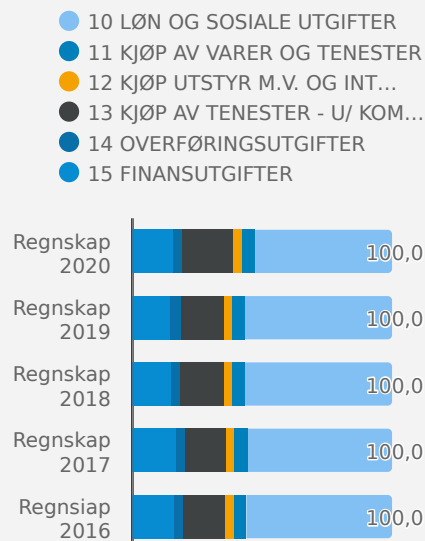 10 LØN OG SOSIALE UTGIFTER
11 KJØP AV VARER OG TENESTER
12 KJØP UTSTYR M.V. OG INT...
13 KJØP AV TENESTER - U/ KOM...
14 OVERFØRINGSUTGIFTER
15 FINANSUTGIFTER
Regnskap
2020
100,0
Regnskap
2019
100,0
Regnskap
2018
100,0
Regnskap
2017
100,0
Regnsiap
2016
100,0